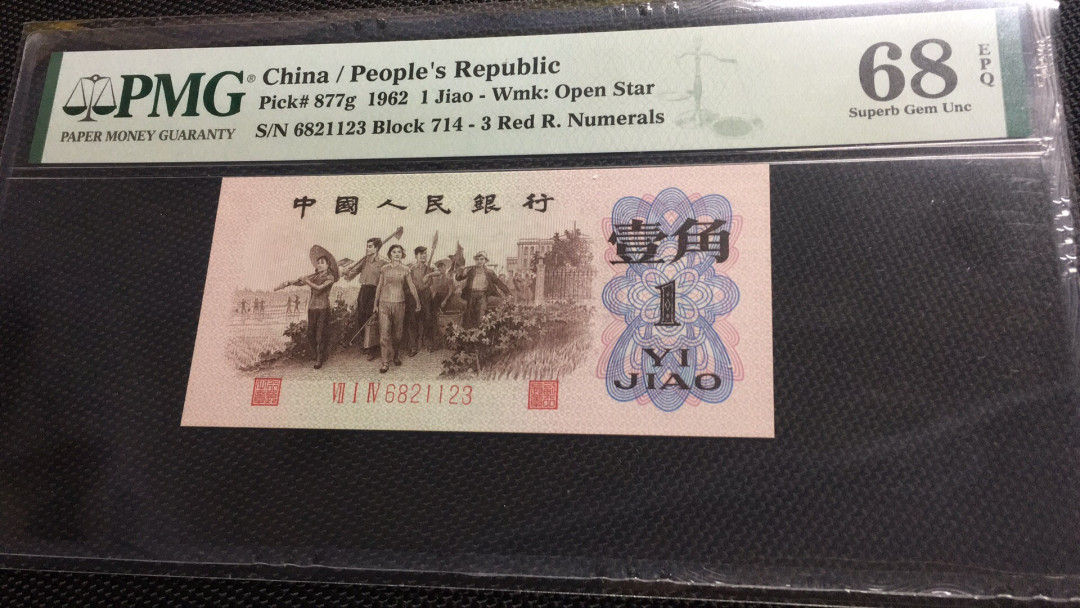 PMG®
PAPER MONEY GUARANTY
China / People's Republic
Pick# 877g 1962 1 Jiao - Wmk: Open Star
S/N 6821123 Block 714 - 3 Red R. Numerals
68
EPQ
Superb Gem Unc
中國人民銀行
壹角
1
YI
JIAO
Ⅶ Ⅰ Ⅳ 6821123